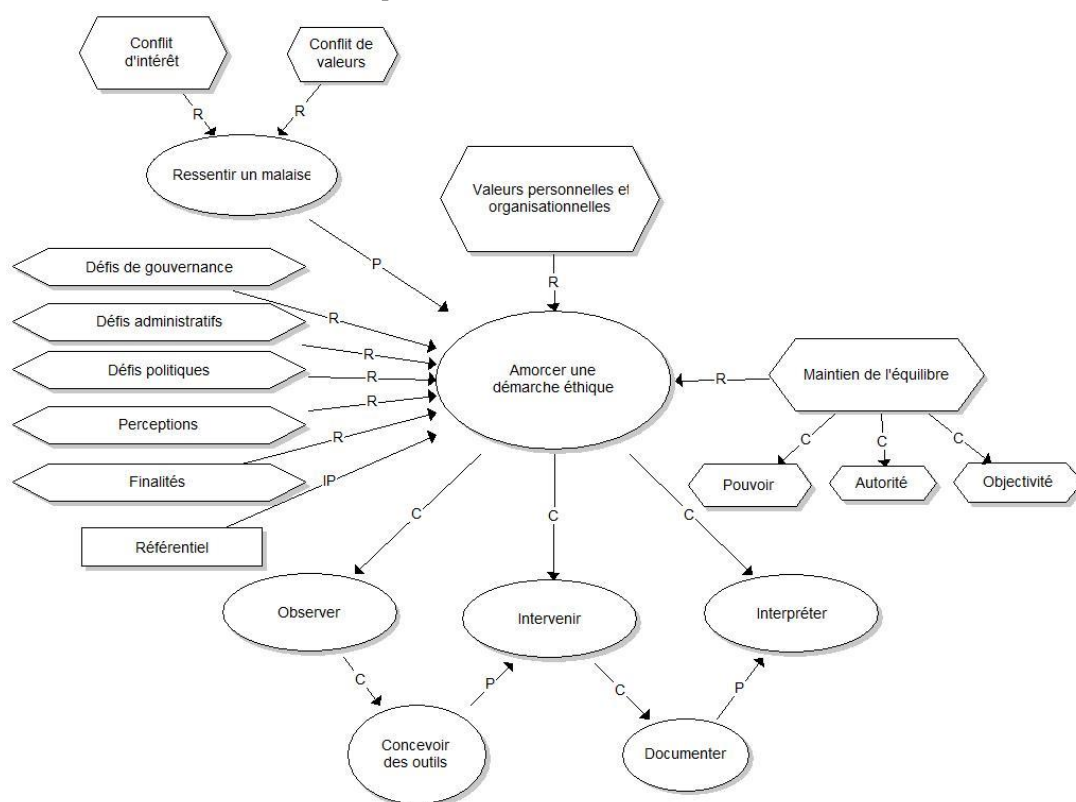 Conflit
d'intérêt
Conflit de
valeurs
R
R
Ressentir un malaise
Valeurs personnelles et
organisationnelles
P
R
Défis de gouvernance
R
Défis administratifs
R
Défis politiques
R
Perceptions
R
Finalités
R
Référentiel
IP
Amorcer une
démarche éthique
R
Maintien de l'équilibre
C
C
C
Pouvoir
Autorité
Objectivité
C
C
C
Observer
Intervenir
Interpréter
C
P
C
P
Concevoir
des outils
Documenter